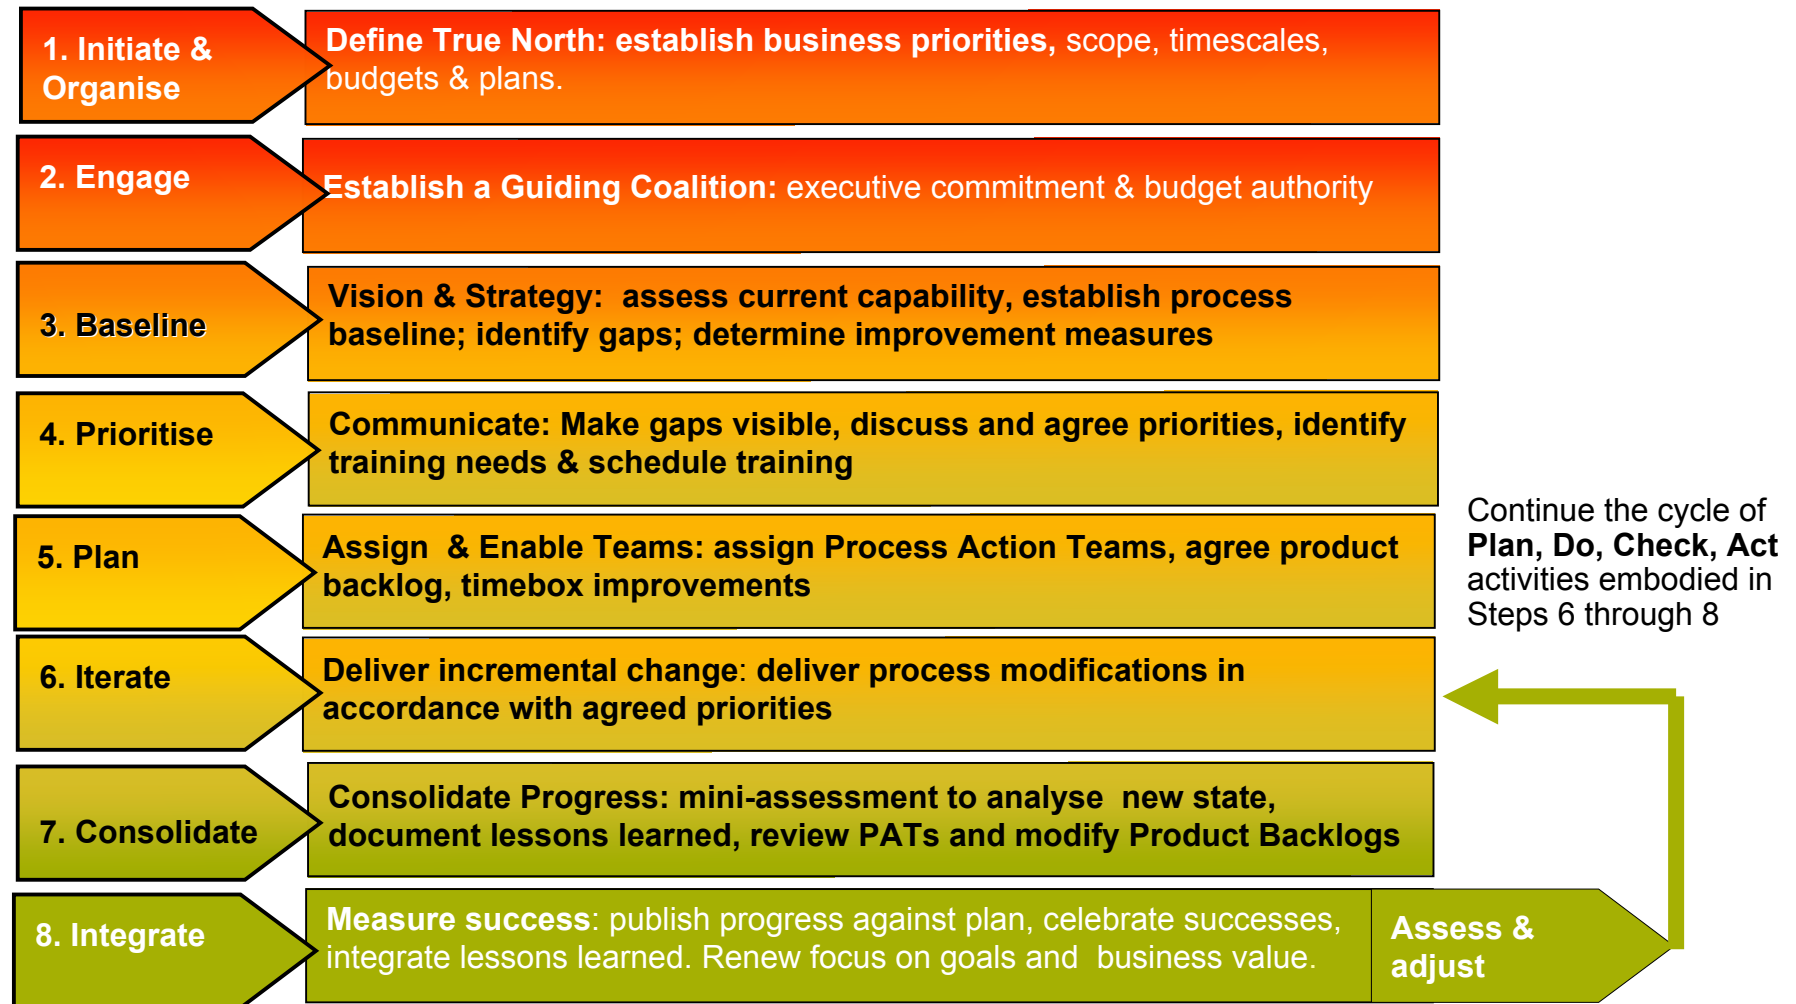 1. Initiate &
Organise
Define True North: establish business priorities, scope, timescales,
budgets & plans.
2. Engage
Establish a Guiding Coalition: executive commitment & budget authority
3. Baseline
Vision & Strategy:  assess current capability, establish process
baseline; identify gaps; determine improvement measures
4. Prioritise
Communicate: Make gaps visible, discuss and agree priorities, identify
training needs & schedule training
5. Plan
Assign  & Enable Teams: assign Process Action Teams, agree product
backlog, timebox improvements
6. Iterate
Deliver incremental change: deliver process modifications in
accordance with agreed priorities
7. Consolidate
Consolidate Progress: mini-assessment to analyse  new state,
document lessons learned, review PATs and modify Product Backlogs
8. Integrate
Measure success: publish progress against plan, celebrate successes,
integrate lessons learned. Renew focus on goals and  business value.
Assess &
adjust
Continue the cycle of
Plan, Do, Check, Act
activities embodied in
Steps 6 through 8